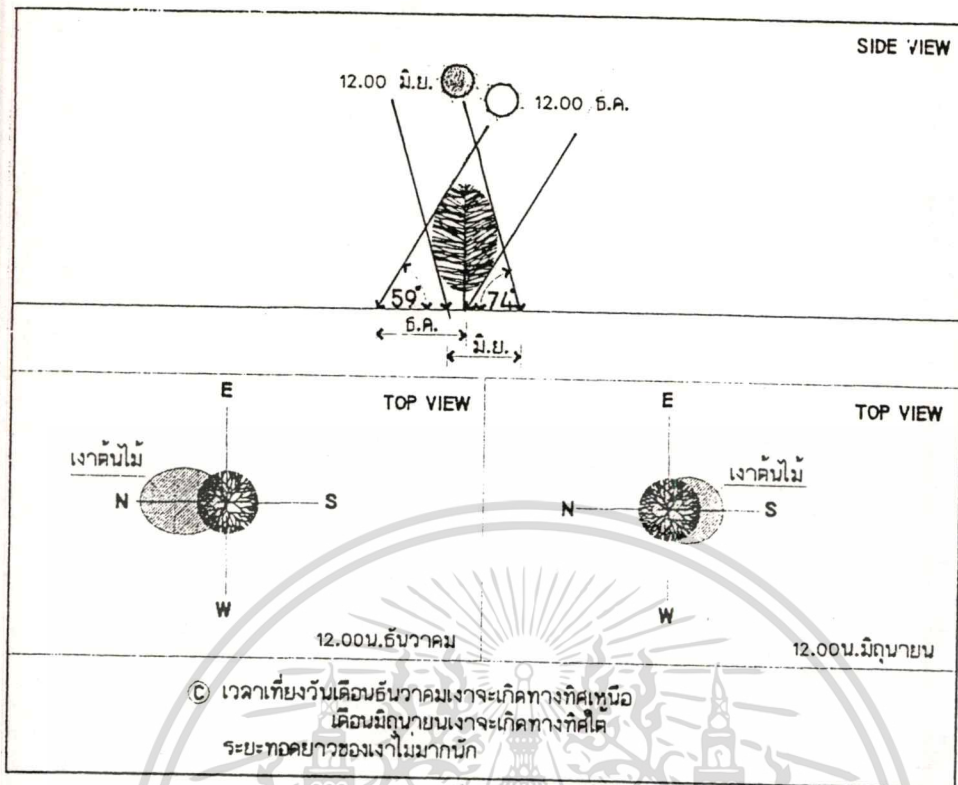 SIDE VIEW
12.00 มิ.ย.
12.00 ธ.ค.
59°
74°
ธ.ค.
มิ.ย.
E
TOP VIEW
เงาต้นไม้
N
S
W
12.00น.ธันวาคม
E
TOP VIEW
เงาต้นไม้
N
S
W
12.00น.มิถุนายน
Ⓒ เวลาเที่ยงวันเดือนธันวาคมเงาจะเกิดทางทิศเหนือ
เดือนมิถุนายนเงาจะเกิดทางทิศใต้
ระยะทอดยาวของเงาไม่มากนัก